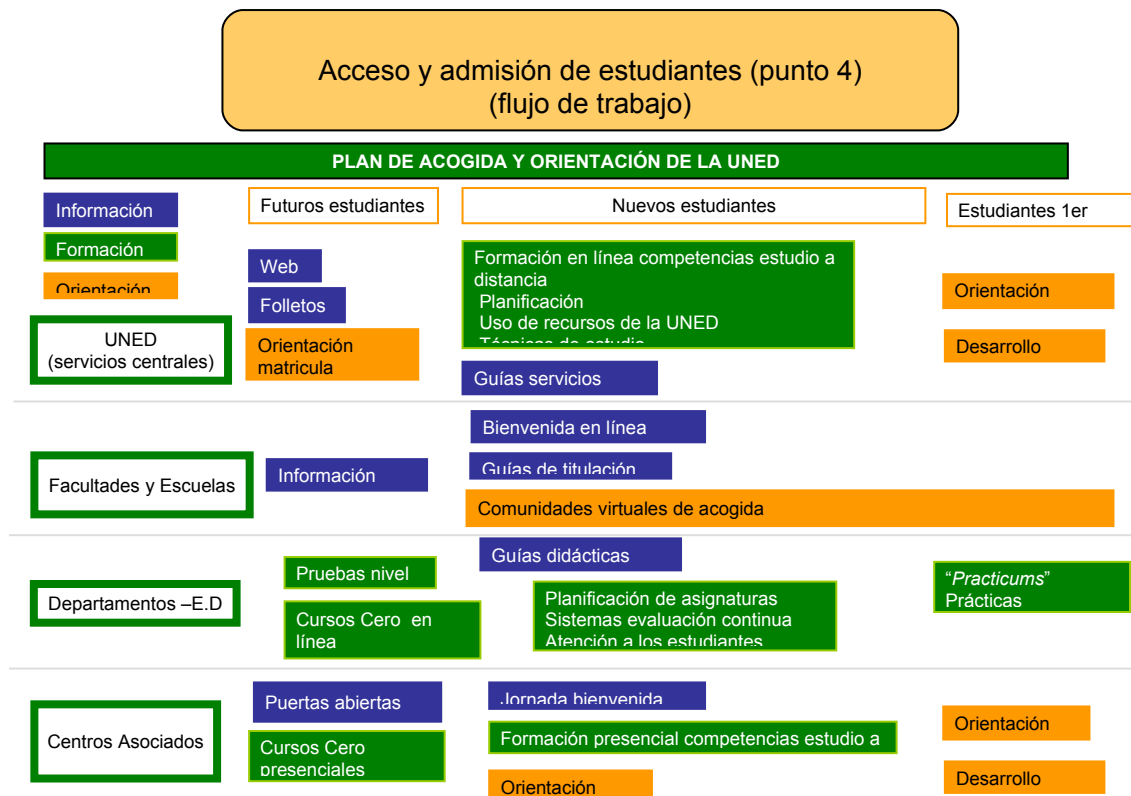 Acceso y admisión de estudiantes (punto 4)
(flujo de trabajo)
PLAN DE ACOGIDA Y ORIENTACIÓN DE LA UNED
Información
Formación
Orientación
Futuros estudiantes
Nuevos estudiantes
Estudiantes 1er
UNED
(servicios centrales)
Web
Folletos
Orientación
matricula
Formación en línea competencias estudio a
distancia
Planificación
Uso de recursos de la UNED
Técnicas de estudio
Guías servicios
Orientación
Desarrollo
Facultades y Escuelas
Información
Bienvenida en línea
Guías de titulación
Comunidades virtuales de acogida
Departamentos –E.D
Pruebas nivel
Cursos Cero en
línea
Guías didácticas
Planificación de asignaturas
Sistemas evaluación continua
Atención a los estudiantes
“Practicums”
Prácticas
Centros Asociados
Puertas abiertas
Cursos Cero
presenciales
Jornada bienvenida
Formación presencial competencias estudio a
Orientación
Orientación
Desarrollo